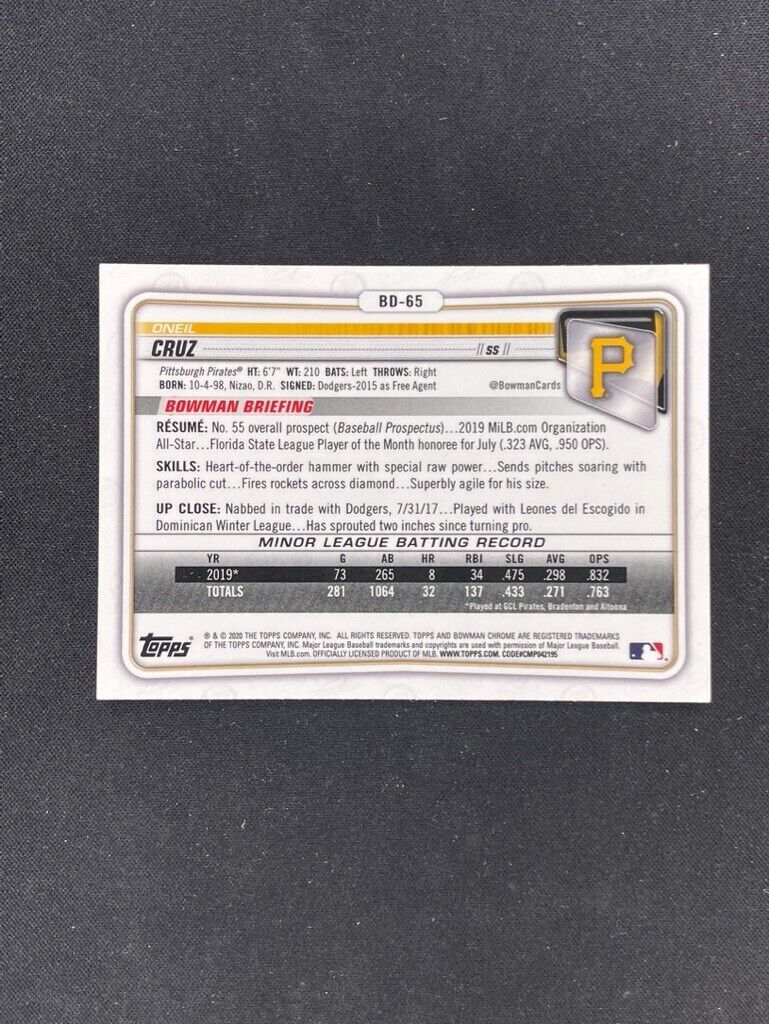 BD-65
ONEIL
CRUZ // SS //
P
Pittsburgh Pirates® HT: 6'7" WT: 210 BATS: Left THROWS: Right
BORN: 10-4-98, Nizao, D.R. SIGNED: Dodgers-2015 as Free Agent @BowmanCards
BOWMAN BRIEFING
RÉSUMÉ: No. 55 overall prospect (Baseball Prospectus)...2019 MiLB.com Organization
All-Star...Florida State League Player of the Month honoree for July (.323 AVG, .950 OPS).
SKILLS: Heart-of-the-order hammer with special raw power...Sends pitches soaring with
parabolic cut...Fires rockets across diamond...Superbly agile for his size.
UP CLOSE: Nabbed in trade with Dodgers, 7/31/17...Played with Leones del Escogido in
Dominican Winter League...Has sprouted two inches since turning pro.
MINOR LEAGUE BATTING RECORD
YR G AB HR RBI SLG AVG OPS
2019* 73 265 8 34 .475 .298 .832
TOTALS 281 1064 32 137 .433 .271 .763
*Played at GCL Pirates, Bradenton and Altoona
Topps
® & © 2020 THE TOPPS COMPANY, INC. ALL RIGHTS RESERVED. TOPPS AND BOWMAN CHROME ARE REGISTERED TRADEMARKS
OF THE TOPPS COMPANY, INC. Major League Baseball trademarks and copyrights are used with permission of Major League Baseball.
Visit MLB.com. OFFICIALLY LICENSED PRODUCT OF MLB. WWW.TOPPS.COM. CODE#CMP042195